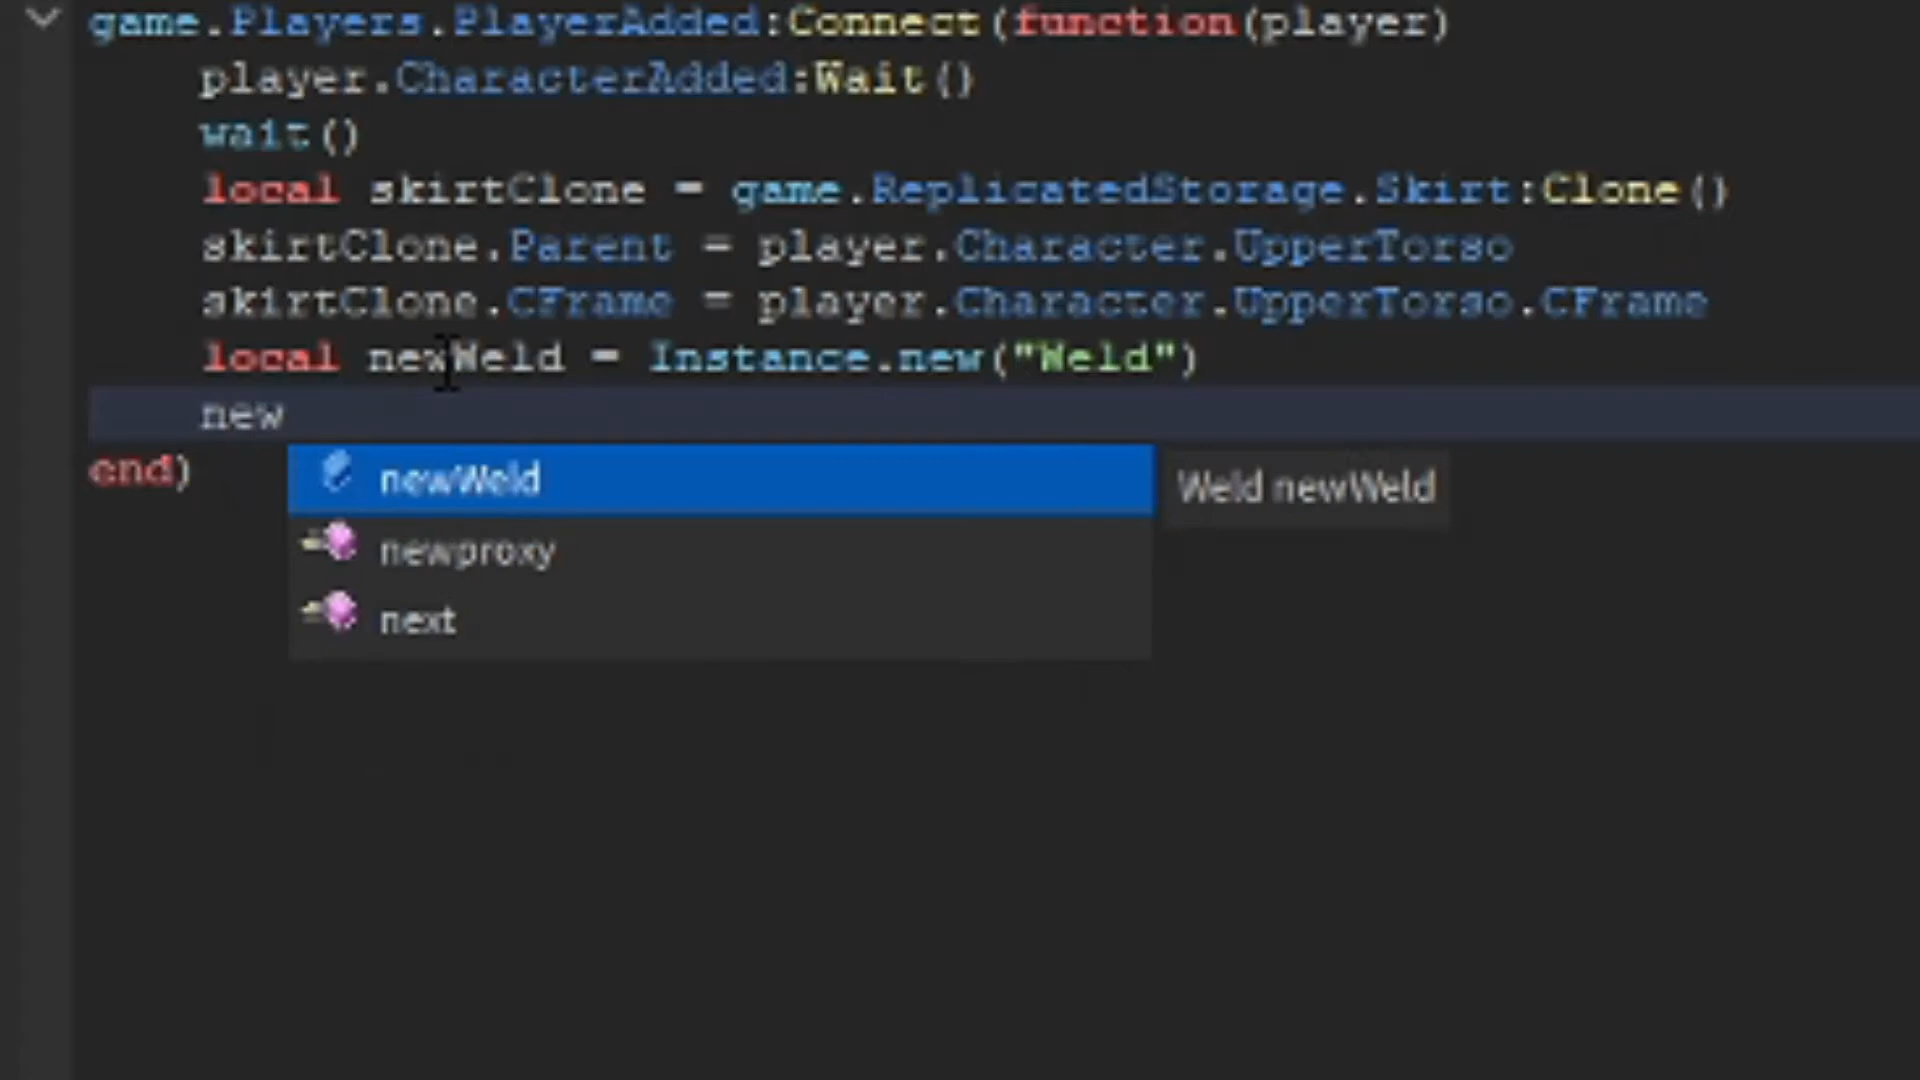 game.Players.PlayerAdded:Connect(function(player)
player.CharacterAdded:Wait()
wait()
local skirtClone = game.ReplicatedStorage.Skirt:Clone()
skirtClone.Parent = player.Character.UpperTorso
skirtClone.CFrame = player.Character.UpperTorso.CFrame
local newWeld = Instance.new("Weld")
new
end)
newWeld
Weld newWeld
newproxy
next